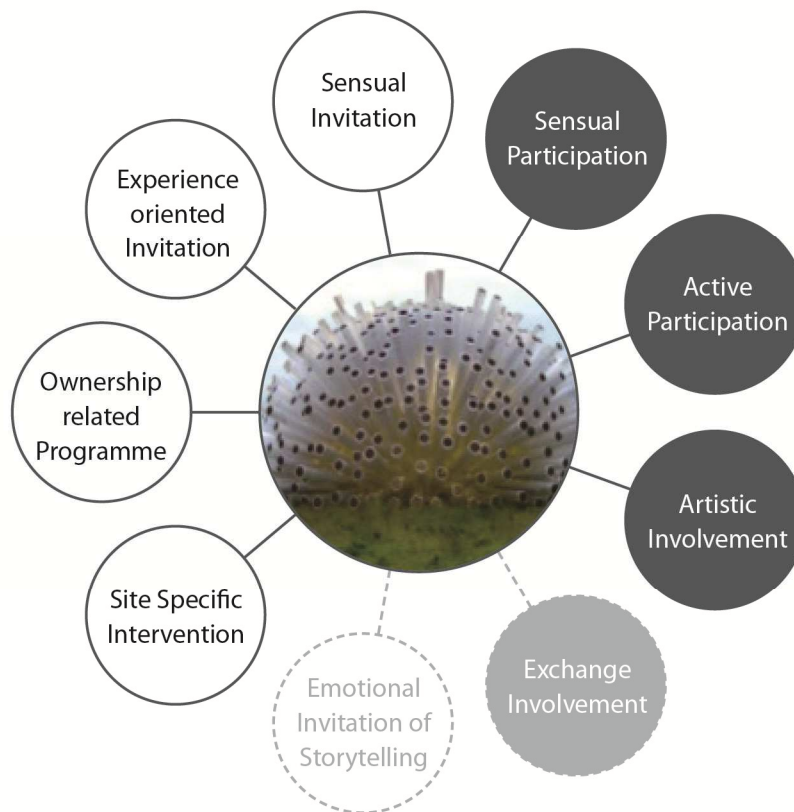 Sensual
Invitation
Sensual
Participation
Experience
oriented
Invitation
Active
Participation
Ownership
related
Programme
Artistic
Involvement
Site Specific
Intervention
Exchange
Involvement
Emotional
Invitation of
Storytelling